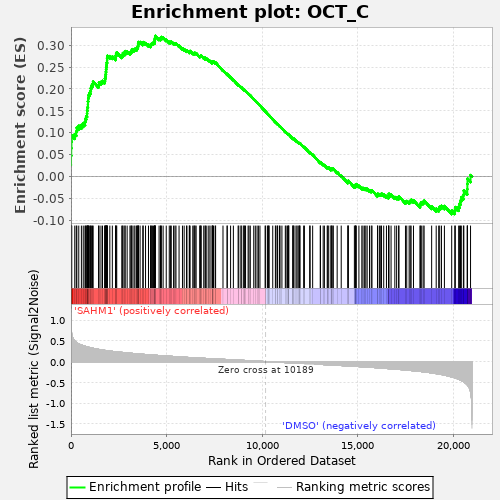 Enrichment plot: OCT_C
Enrichment score (ES)
0.30
0.25
0.20
0.15
0.10
0.05
0.00
-0.05
-0.10
Ranked list metric (Signal2Noise)
'SAHM1' (positively correlated)
1.0
0.5
0.0
-0.5
-1.0
-1.5
Zero cross at 10189
'DMSO' (negatively correlated)
0 5,000 10,000 15,000 20,000
Rank in Ordered Dataset
Enrichment profile Hits Ranking metric scores